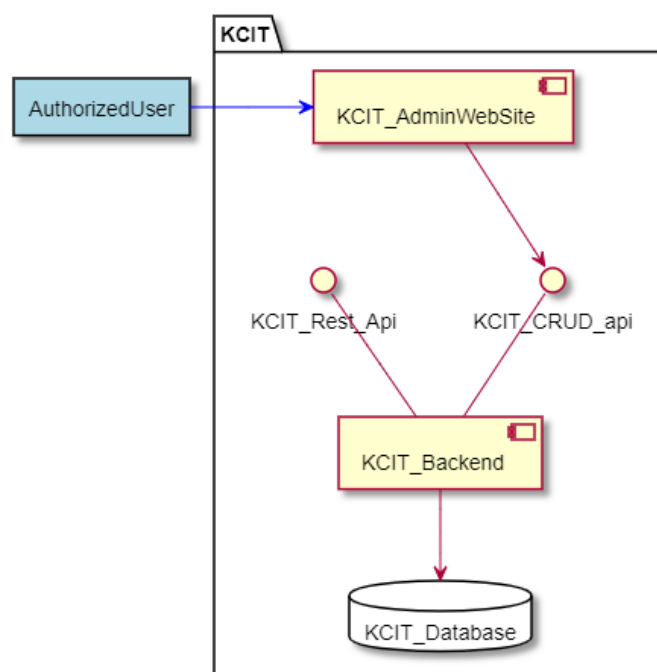 KCIT
AuthorizedUser
KCIT_AdminWebSite
KCIT_Rest_Api
KCIT_CRUD_api
KCIT_Backend
KCIT_Database